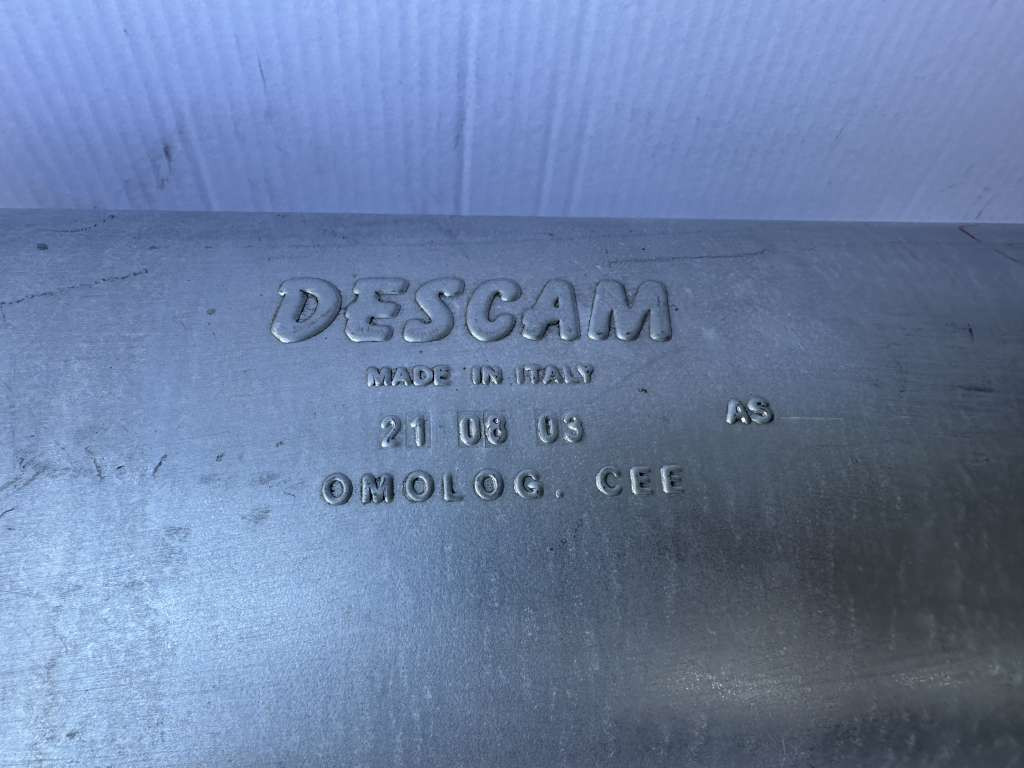 DESCAM
MADE IN ITALY
21 08 03
AS
OMOLOG. CEE